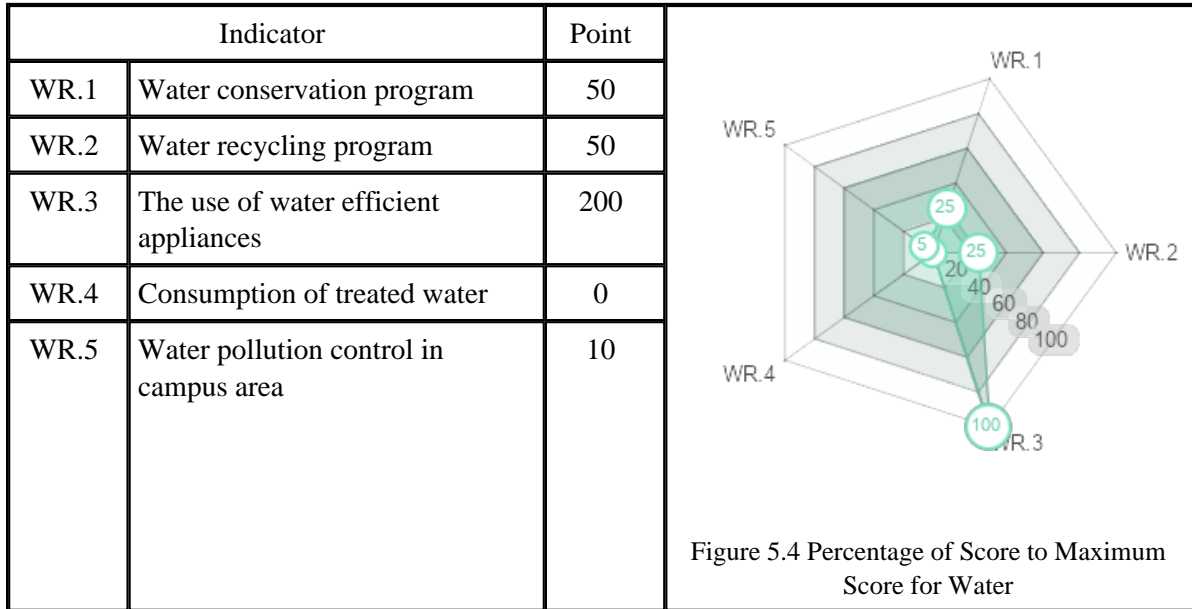 Indicator Point
WR.1 Water conservation program 50
WR.2 Water recycling program 50
WR.3 The use of water efficient 200
appliances
WR.4 Consumption of treated water 0
WR.5 Water pollution control in 10
campus area
WR.1
WR.5
25
5
25
WR.2
20
40
60
80
100
WR.4
100
WR.3
Figure 5.4 Percentage of Score to Maximum
Score for Water